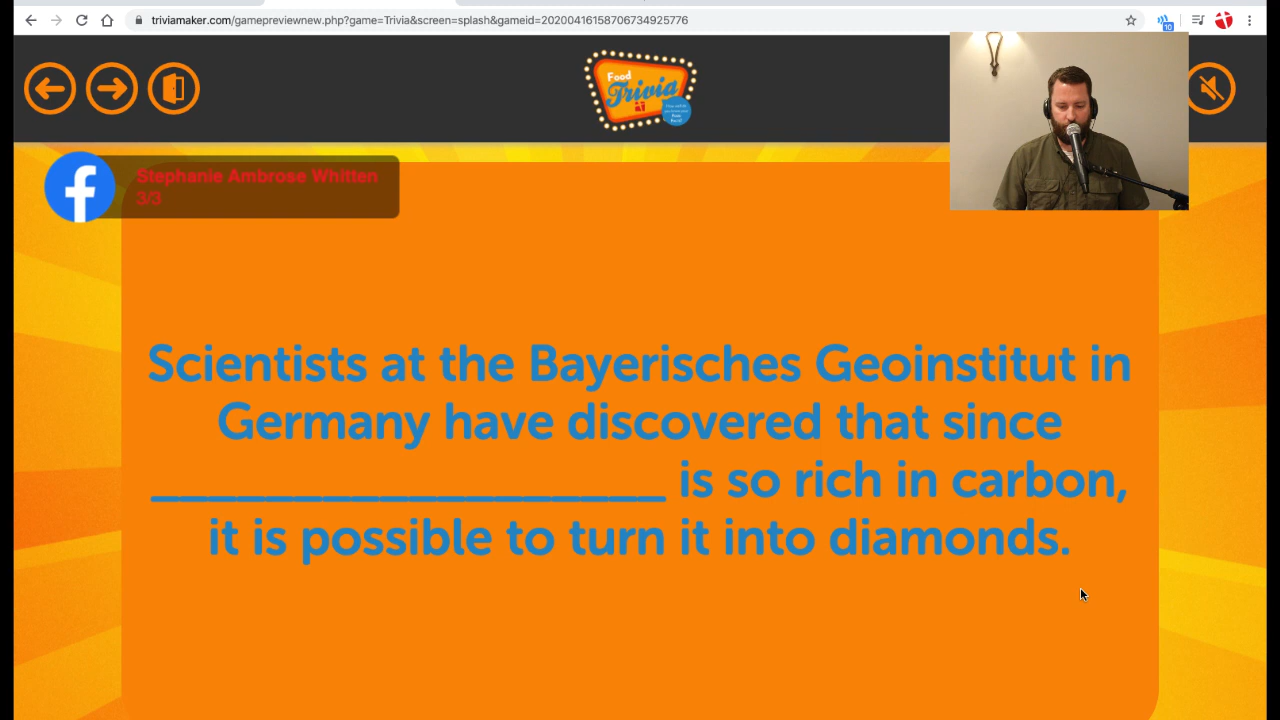 triviamaker.com/gamepreviewnew.php?game=Trivia&screen=splash&gameid=20200416158706734925776
10
Food
Trivia
Stephanie Ambrose Whitten
3/3
Scientists at the Bayerisches Geoinstitut in
Germany have discovered that since
__________________ is so rich in carbon,
it is possible to turn it into diamonds.